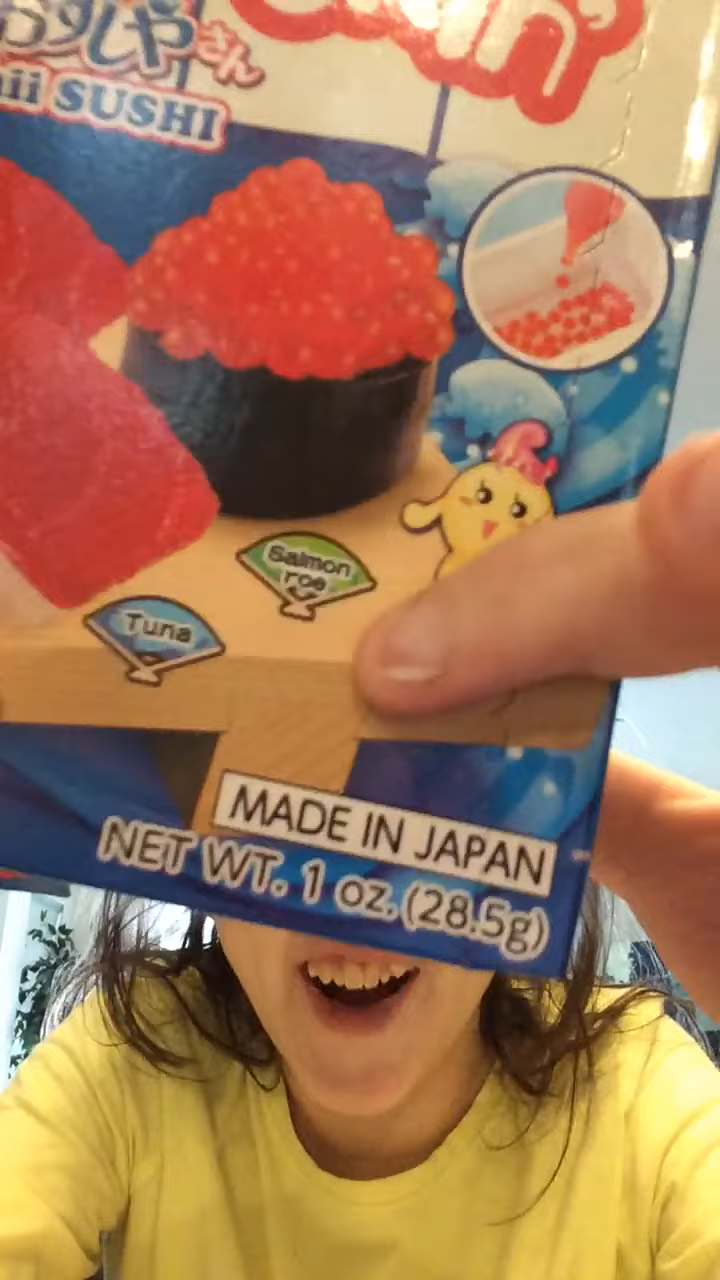 おすしやさん
SUSHI
Salmon
roe
Tuna
MADE IN JAPAN
NET WT. 1 oz. (28.5g)